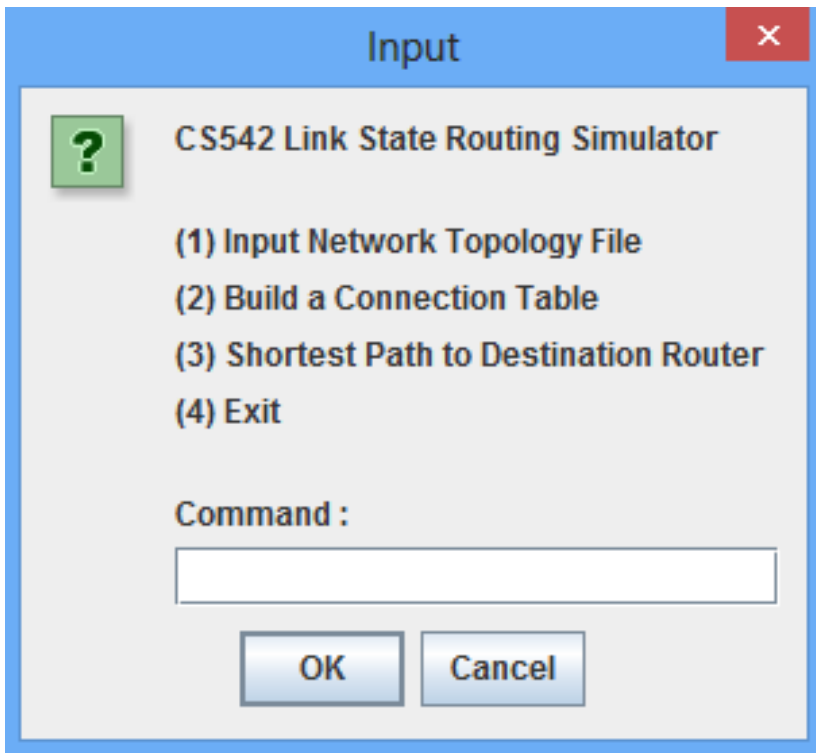 Input
×
?
CS542 Link State Routing Simulator
(1) Input Network Topology File
(2) Build a Connection Table
(3) Shortest Path to Destination Router
(4) Exit
Command :
OK Cancel